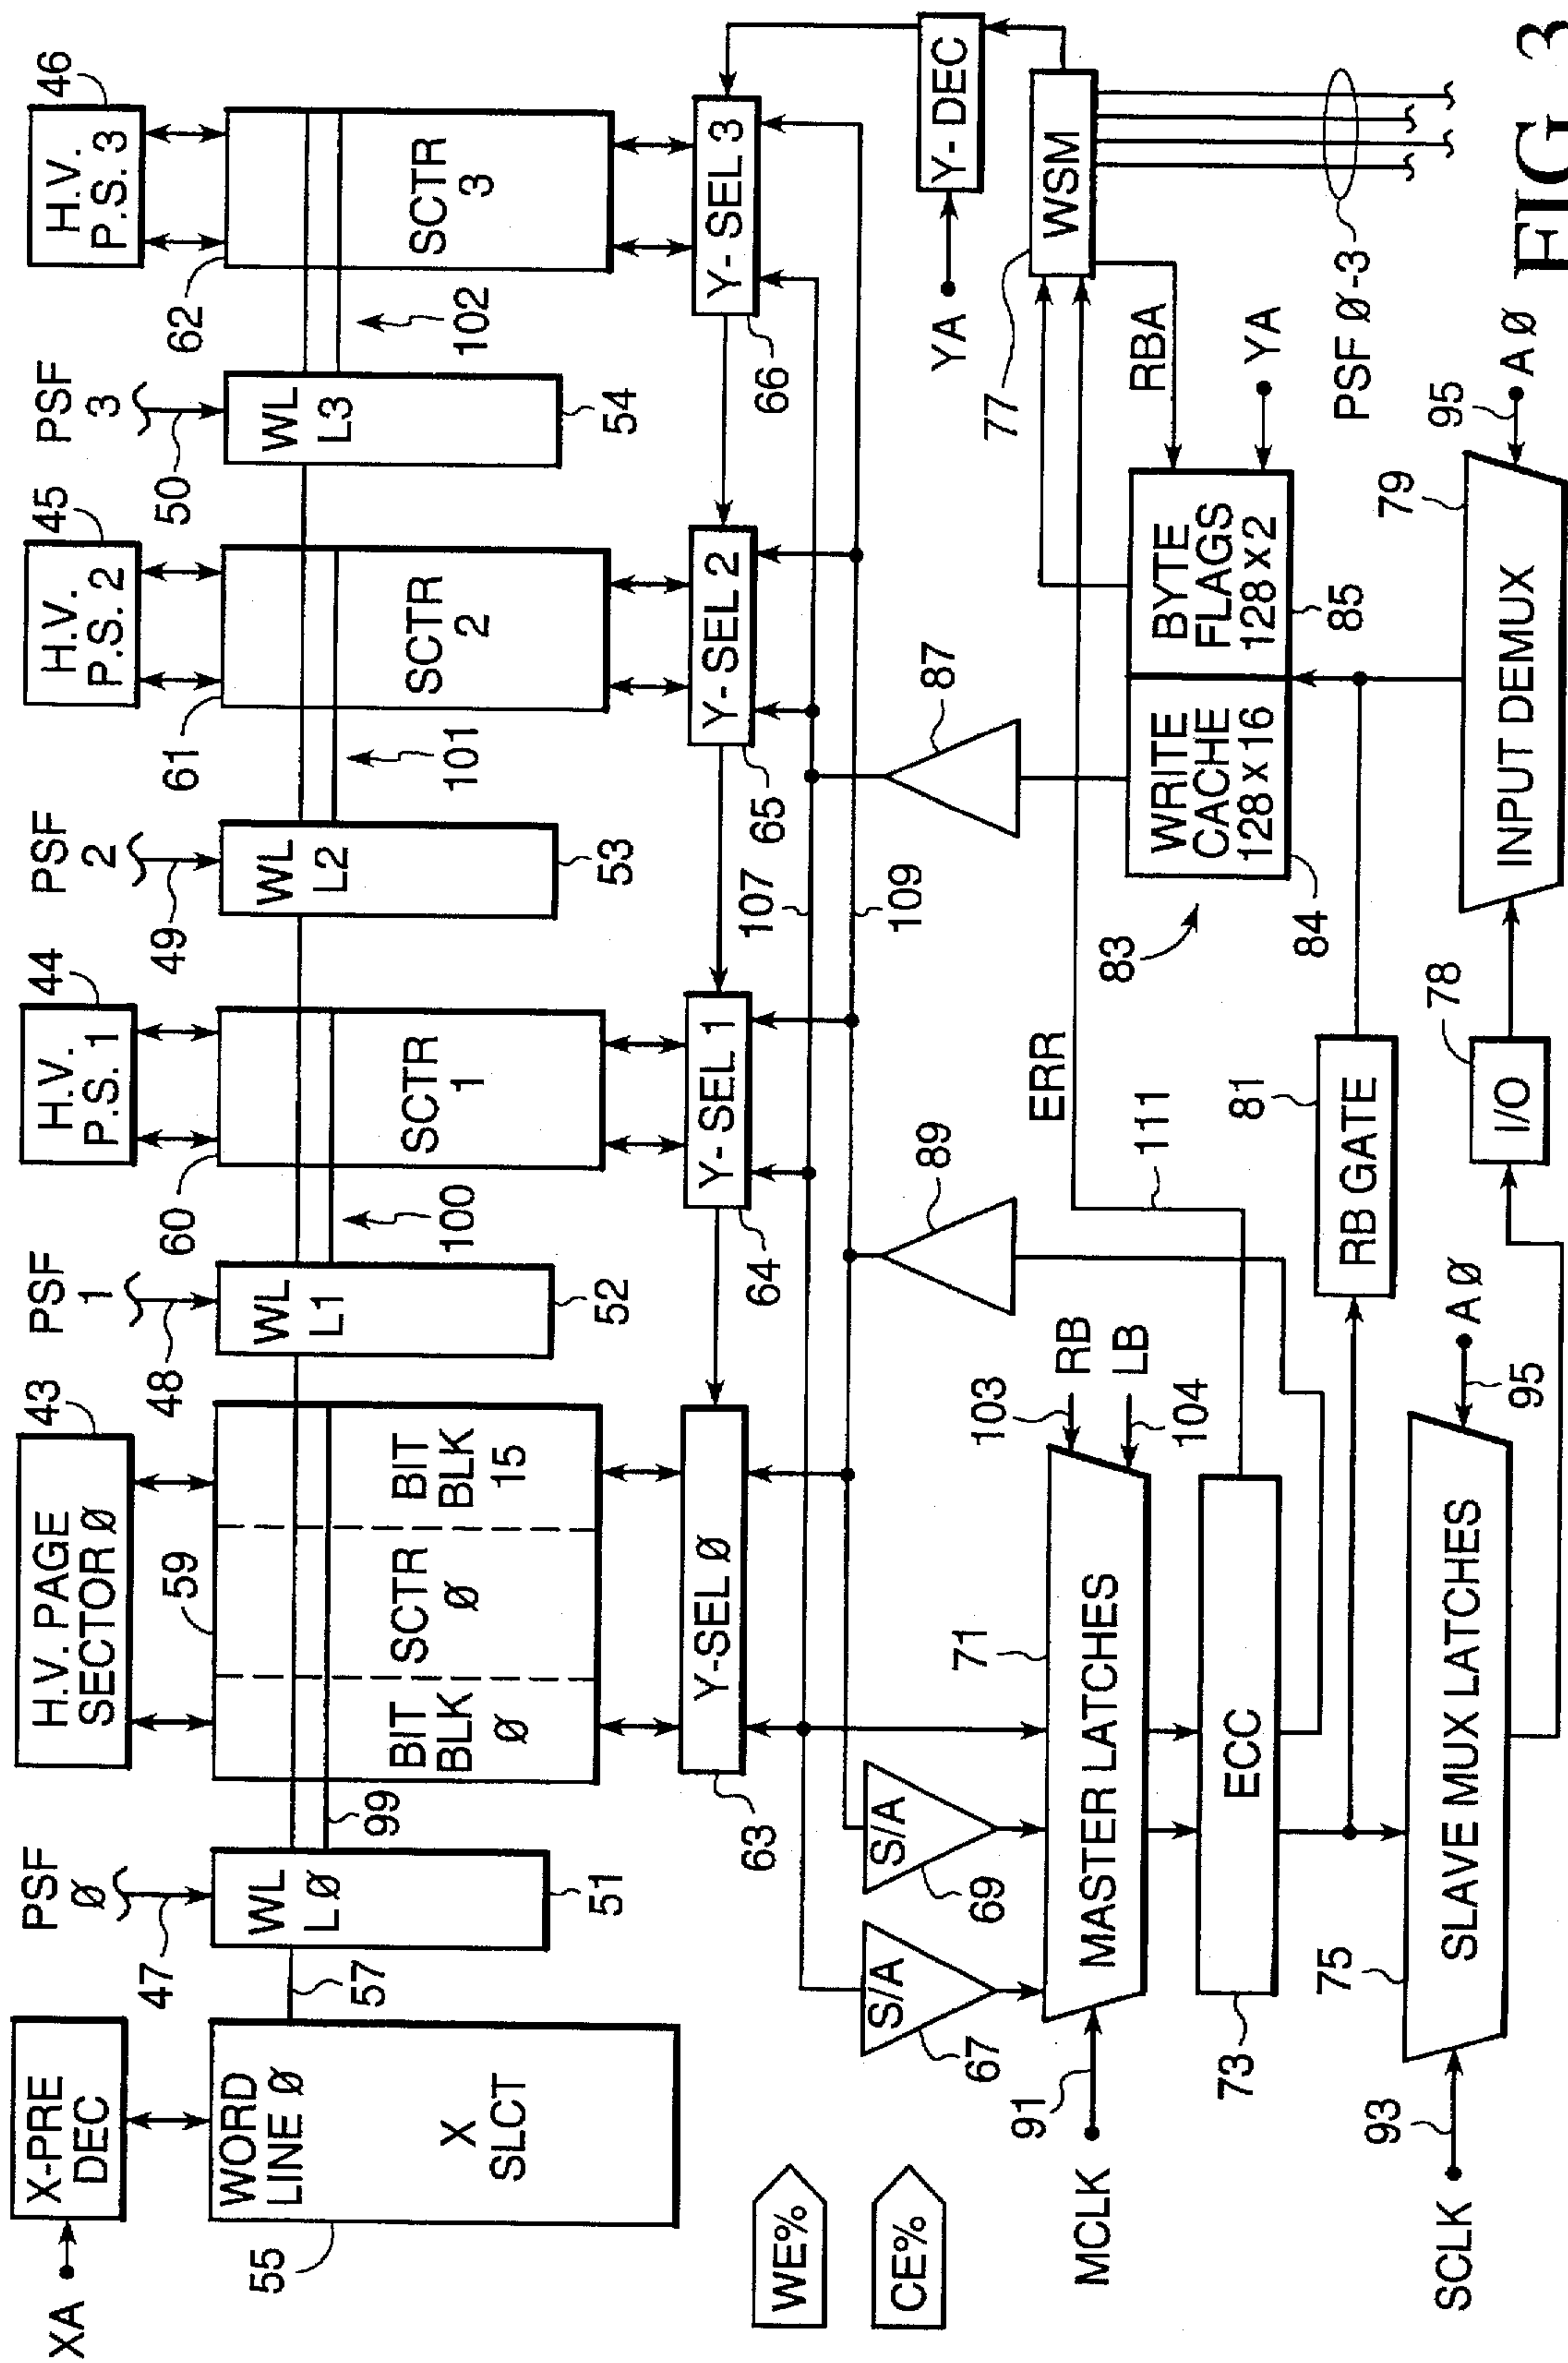 XA
X-PRE
DEC
55
WORD
LINE Ø
X
SLCT
57
PSF
Ø
47
WL
LØ
51
99
H.V. PAGE
SECTOR Ø
43
59
BIT
BLK
Ø
SCTR
Ø
BIT
BLK
15
PSF
1
48
WL
L1
52
100
H.V.
P.S. 1
44
60
SCTR
1
PSF
2
49
WL
L2
53
101
H.V.
P.S. 2
45
61
SCTR
2
PSF
3
50
WL
L3
54
102
H.V.
P.S. 3
46
62
SCTR
3
Y-SEL Ø
63
Y-SEL 1
64
Y-SEL 2
65
Y-SEL 3
66
107
109
WE%
CE%
S/A
67
S/A
69
89
87
Y-DEC
YA
MCLK
91
MASTER LATCHES
71
103
RB
LB
104
ECC
73
ERR
111
WSM
77
RBA
83
WRITE
CACHE
128 x 16
84
BYTE
FLAGS
128 x 2
85
YA
PSF Ø-3
RB GATE
81
SCLK
93
SLAVE MUX LATCHES
75
AØ
95
I/O
78
INPUT DEMUX
79
95
AØ
FIG 3